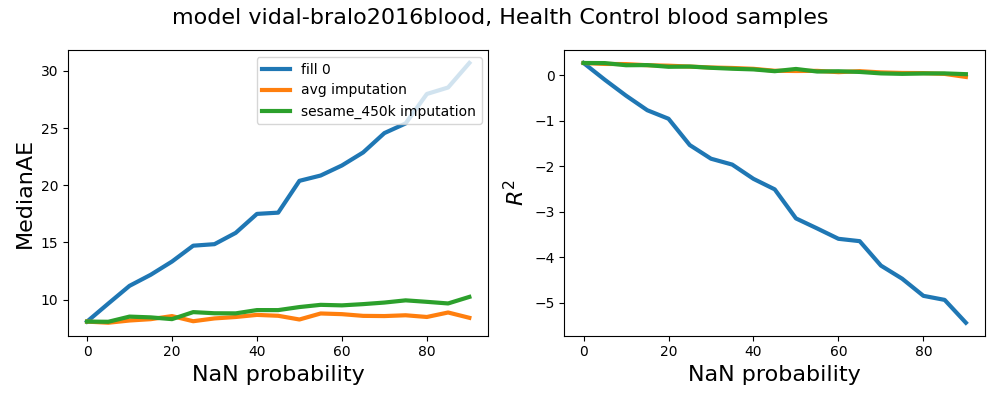 model vidal-bralo2016blood, Health Control blood samples
MedianAE
30
25
20
15
10
0
20
40
60
80
NaN probability
fill 0
avg imputation
sesame_450k imputation
R²
0
−1
−2
−3
−4
−5
0
20
40
60
80
NaN probability